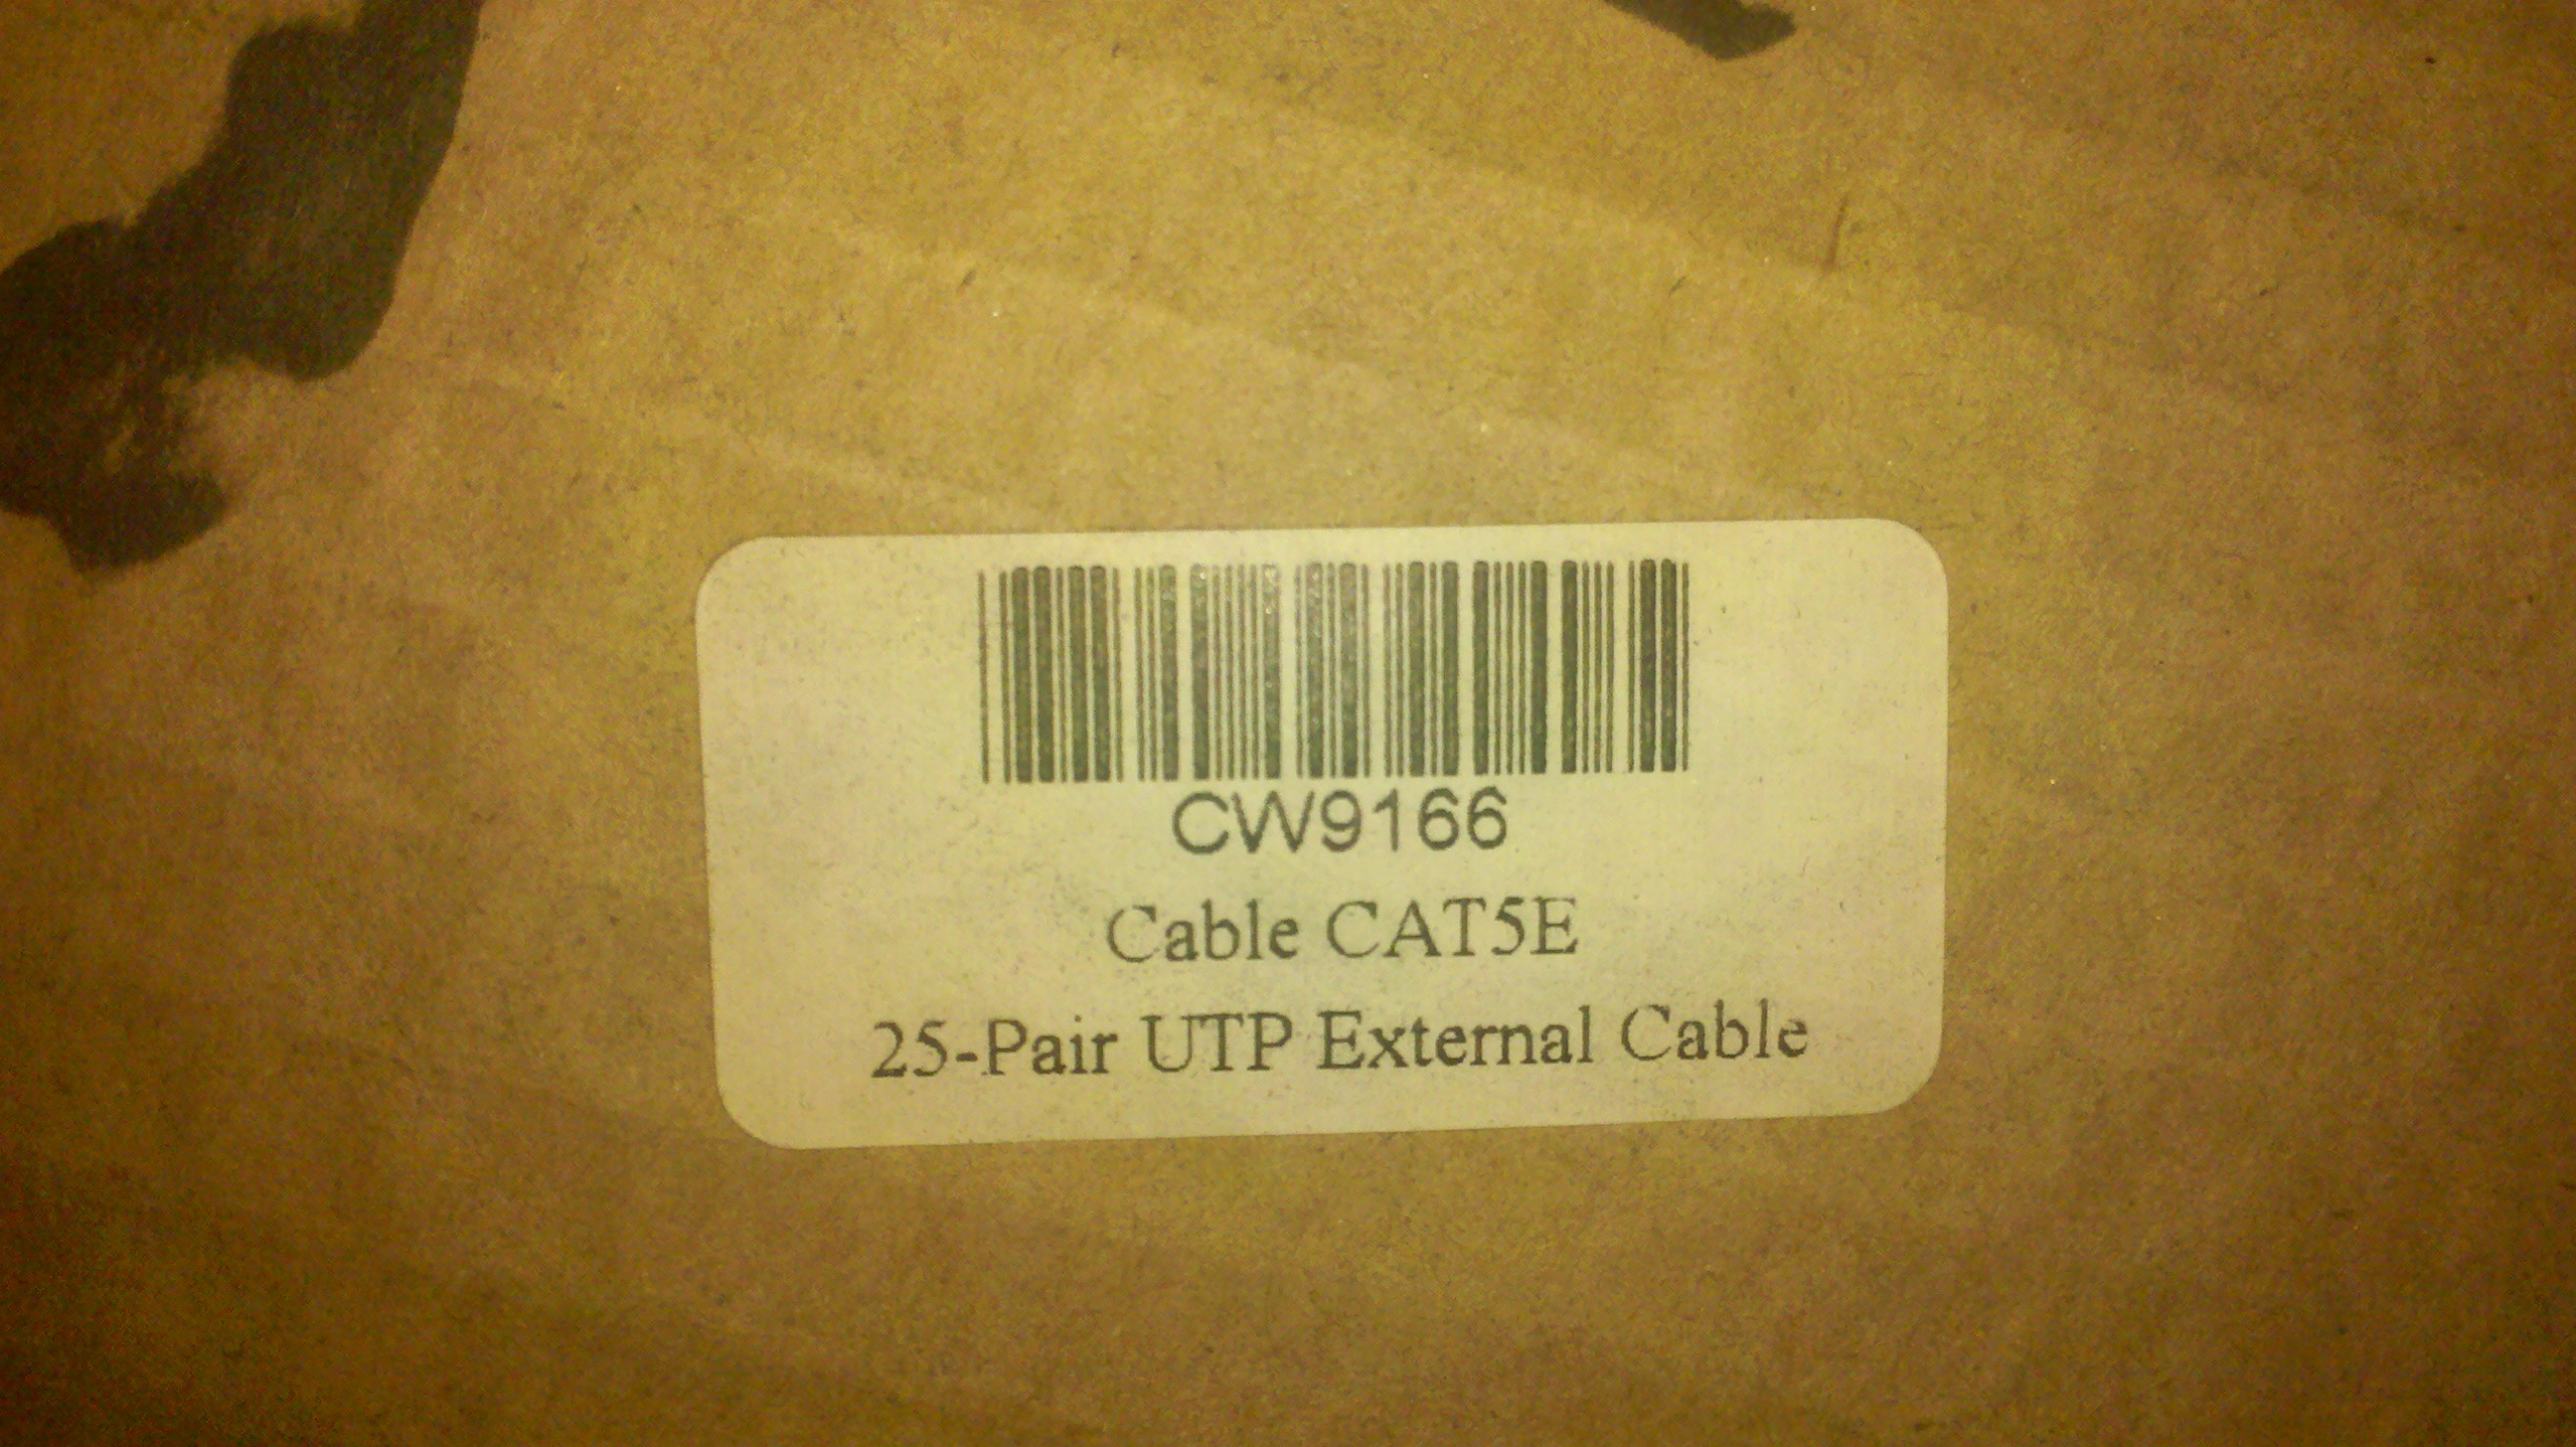 CW9166
Cable CAT5E
25-Pair UTP External Cable